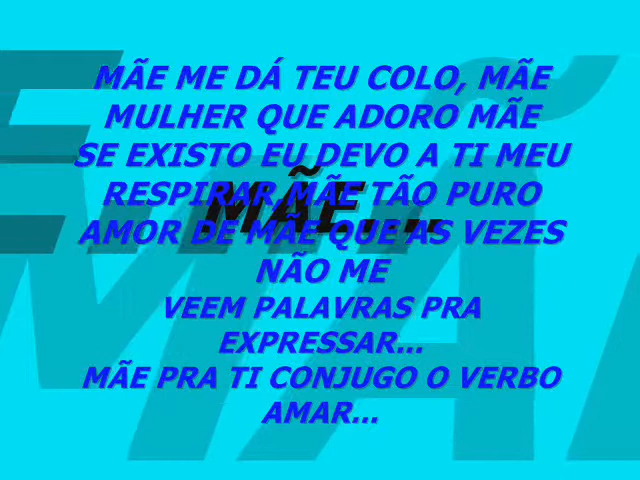 MÃE ME DÁ TEU COLO, MÃE
MULHER QUE ADORO MÃE
SE EXISTO EU DEVO A TI MEU
RESPIRAR,MÃE TÃO PURO
MÃE...
AMOR DE MÃE QUE AS VEZES
NÃO ME
VEEM PALAVRAS PRA
EXPRESSAR...
MÃE PRA TI CONJUGO O VERBO
AMAR...